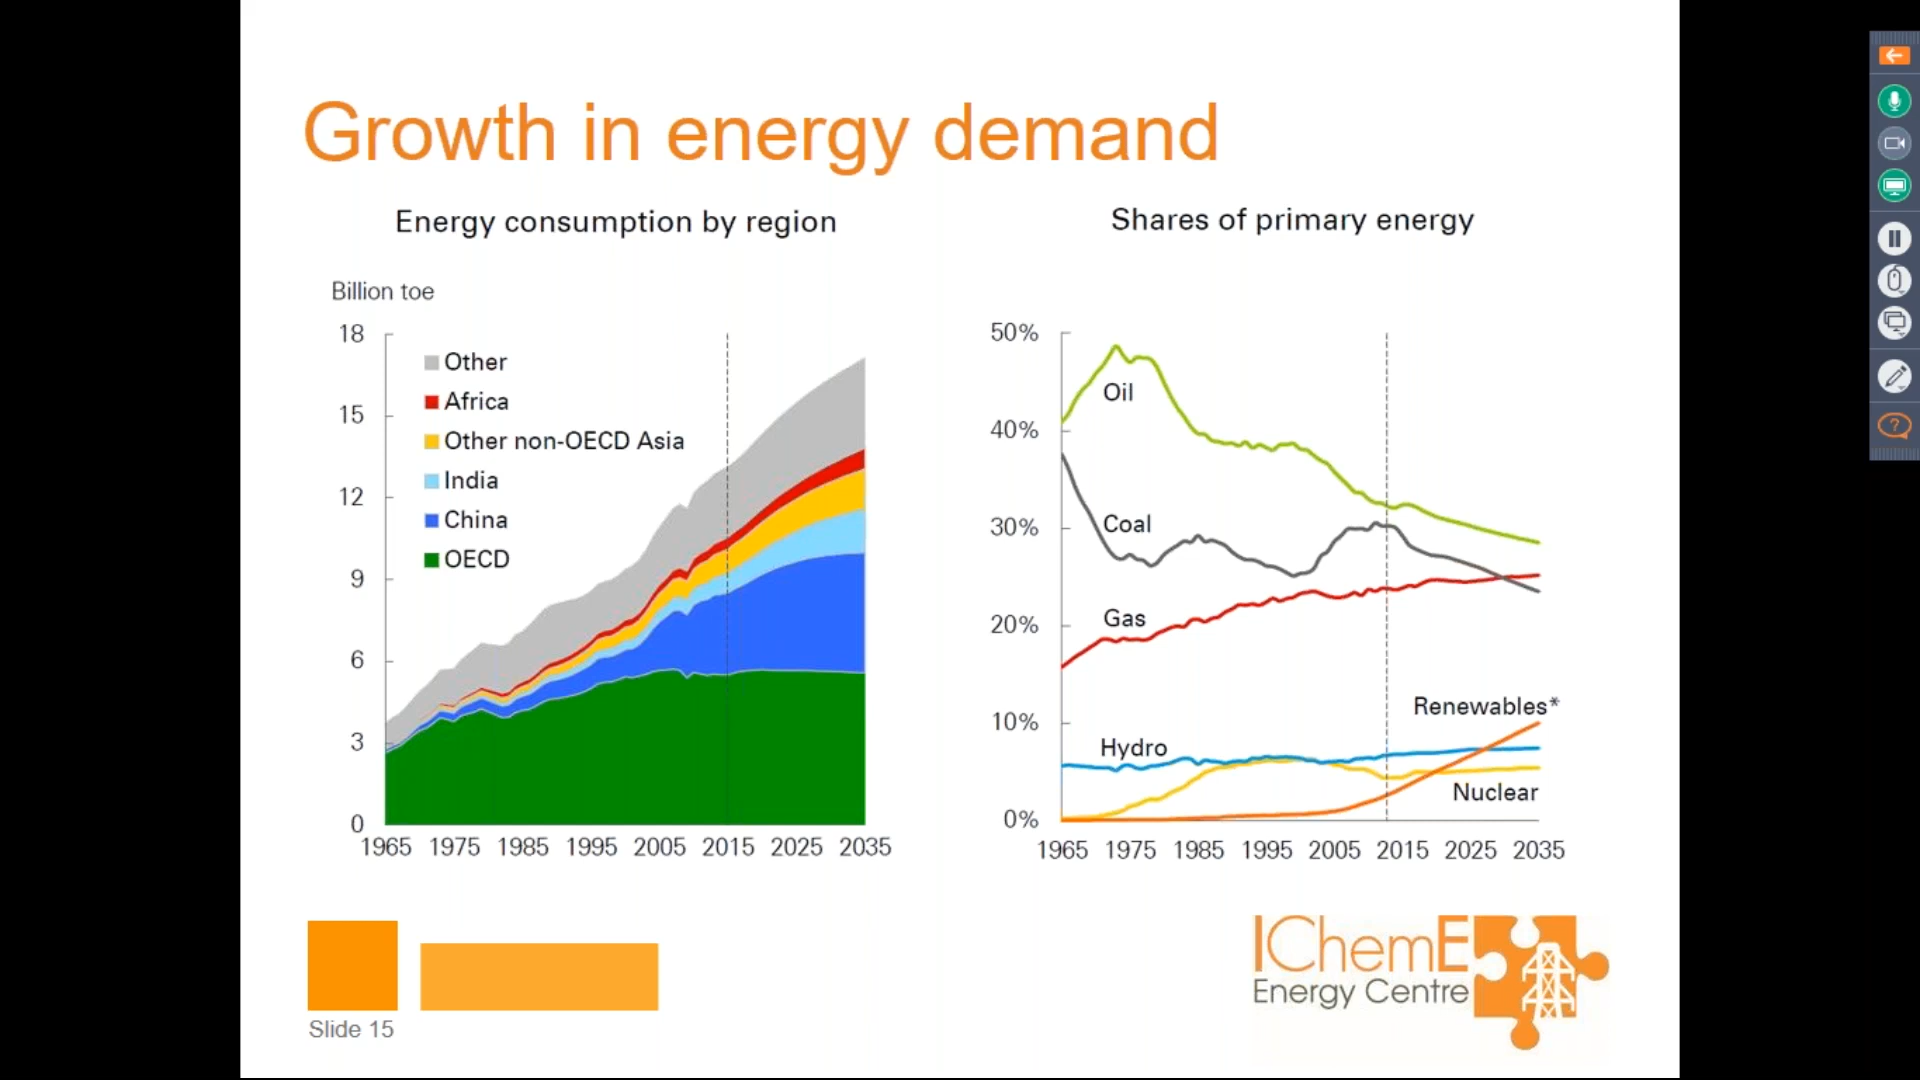 Growth in energy demand
Energy consumption by region
Billion toe
18
15
12
9
6
3
0
Other
Africa
Other non-OECD Asia
India
China
OECD
1965 1975 1985 1995 2005 2015 2025 2035
Shares of primary energy
50%
40%
30%
20%
10%
0%
Oil
Coal
Gas
Renewables*
Hydro
Nuclear
1965 1975 1985 1995 2005 2015 2025 2035
Slide 15
IChemE
Energy Centre
?